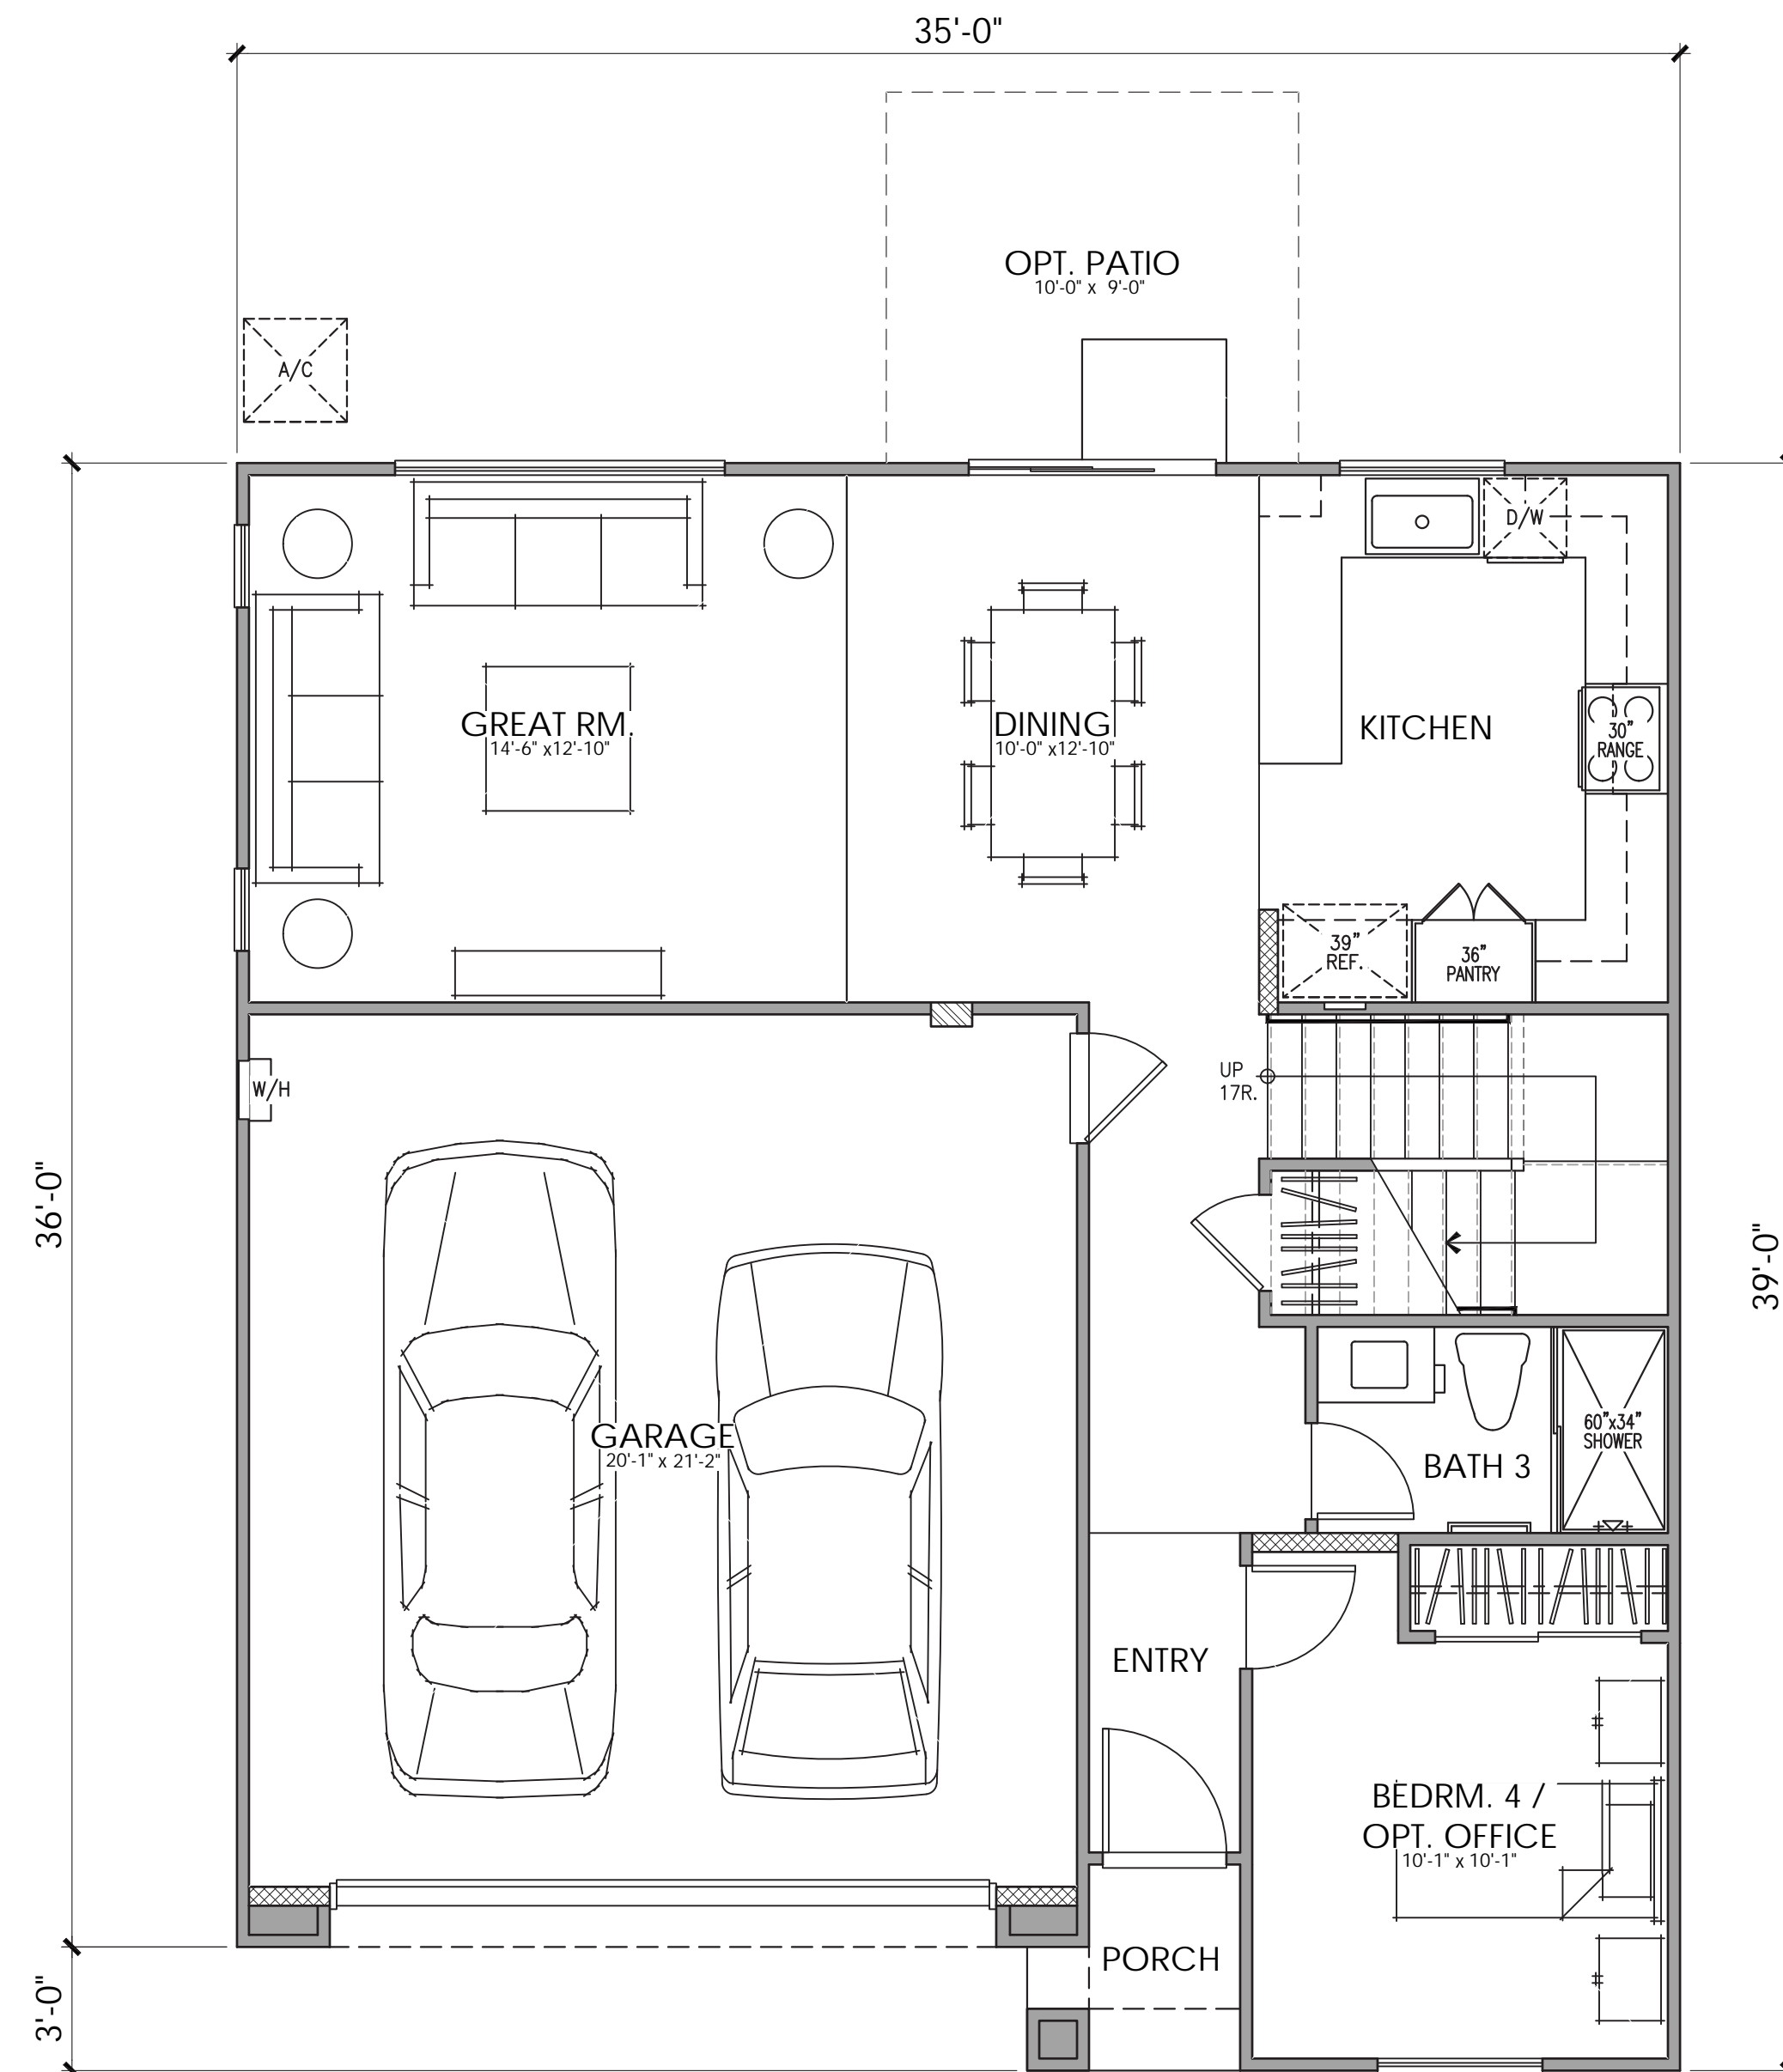 35'-0"
OPT. PATIO
10'-0" x 9'-0"
A/C
D/W
GREAT RM.
14'-6" x12'-10"
DINING
10'-0" x12'-10"
KITCHEN
30"
RANGE
39"
REF.
36"
PANTRY
W/H
UP
17R.
36'-0"
39'-0"
GARAGE
20'-1" x 21'-2"
60"x34"
SHOWER
BATH 3
ENTRY
BEDRM. 4 /
OPT. OFFICE
10'-1" x 10'-1"
PORCH
3'-0"